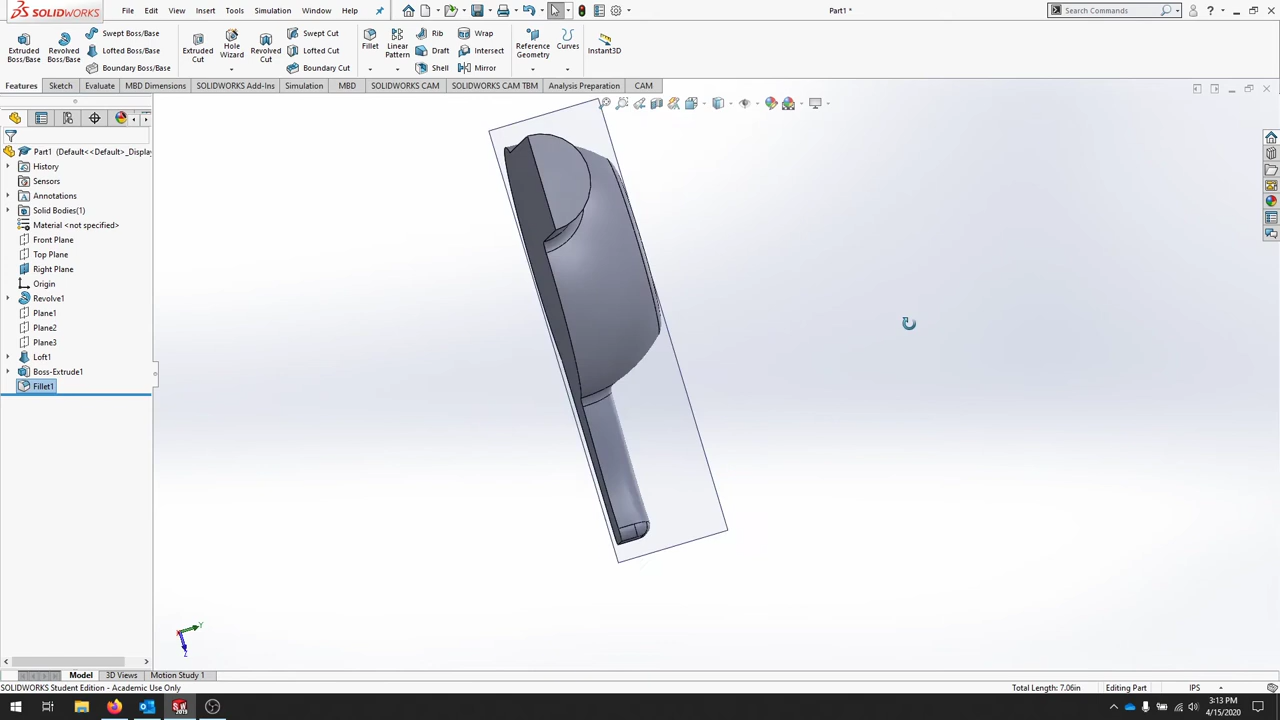 SOLIDWORKS
File Edit View Insert Tools Simulation Window Help
Part1 *
Search Commands
Extruded Boss/Base
Revolved Boss/Base
Swept Boss/Base
Lofted Boss/Base
Boundary Boss/Base
Extruded Cut
Hole Wizard
Revolved Cut
Swept Cut
Lofted Cut
Boundary Cut
Fillet
Linear Pattern
Rib
Draft
Shell
Wrap
Intersect
Mirror
Reference Geometry
Curves
Instant3D
Features Sketch Evaluate MBD Dimensions SOLIDWORKS Add-Ins Simulation MBD SOLIDWORKS CAM SOLIDWORKS CAM TBM Analysis Preparation CAM
Part1 (Default<<Default>_Display
History
Sensors
Annotations
Solid Bodies(1)
Material <not specified>
Front Plane
Top Plane
Right Plane
Origin
Revolve1
Plane1
Plane2
Plane3
Loft1
Boss-Extrude1
Fillet1
Y
Z
Model 3D Views Motion Study 1
SOLIDWORKS Student Edition - Academic Use Only
Total Length: 7.06in Editing Part IPS
3:13 PM
4/15/2020